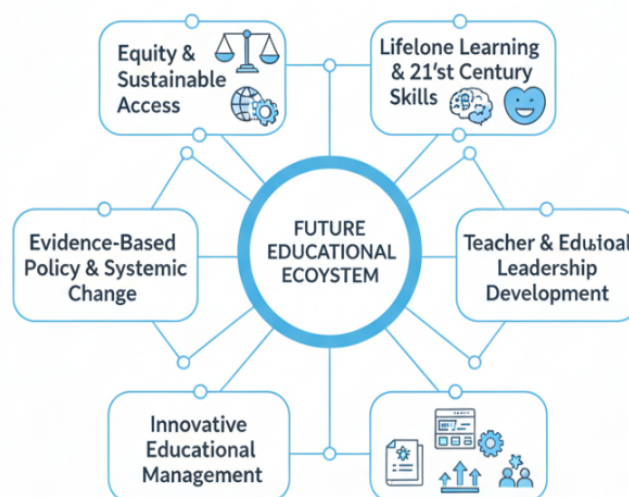 Equity &
Sustainable
Access
Lifelone Learning
& 21'st Century
Skills
FUTURE
EDUCATIONAL
ECOYSTEM
Evidence-Based
Policy & Systemic
Change
Teacher &
Leadership
Development
Innovative
Educational
Management